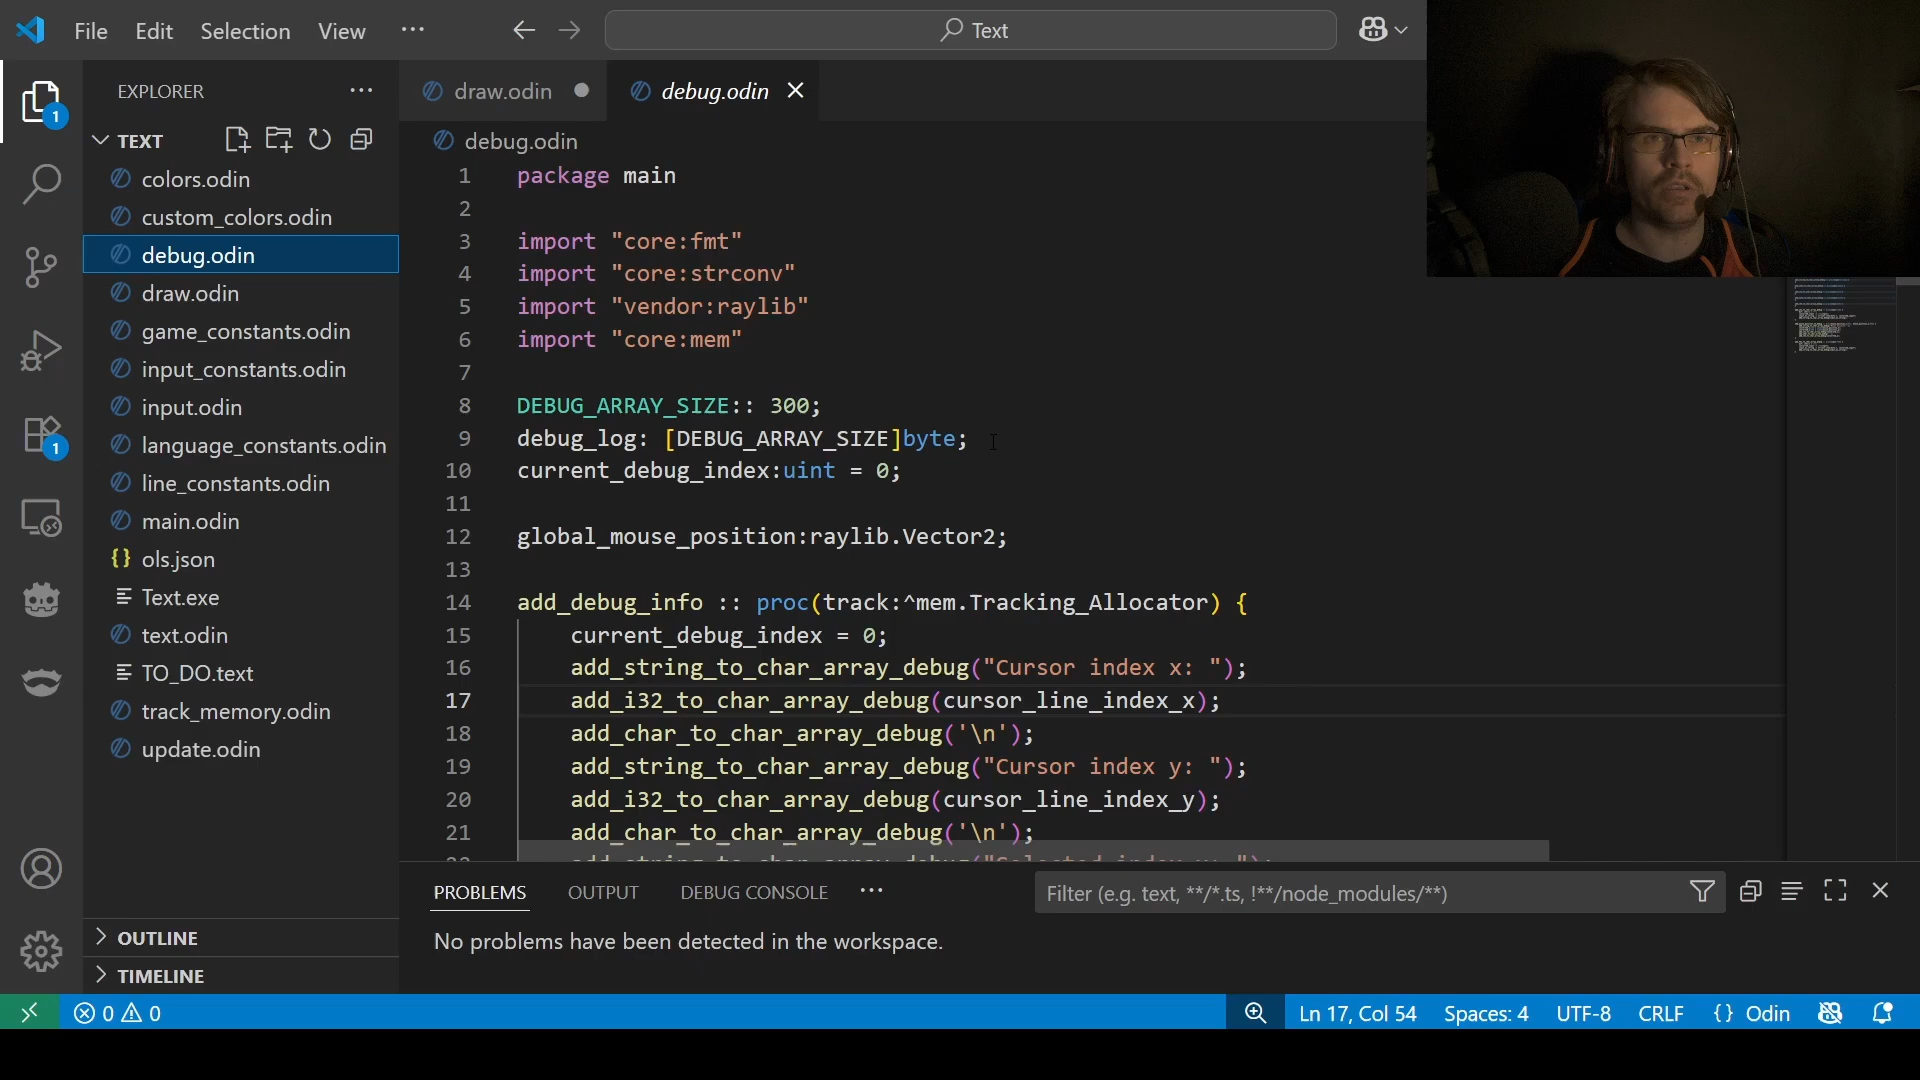 File Edit Selection View ··· Text
EXPLORER ···
1
TEXT
colors.odin
custom_colors.odin
debug.odin
draw.odin
game_constants.odin
input_constants.odin
input.odin
language_constants.odin
1
line_constants.odin
main.odin
{} ols.json
Text.exe
text.odin
TO_DO.text
track_memory.odin
update.odin
OUTLINE
TIMELINE
draw.odin debug.odin
debug.odin
1 package main
2
3 import "core:fmt"
4 import "core:strconv"
5 import "vendor:raylib"
6 import "core:mem"
7
8 DEBUG_ARRAY_SIZE:: 300;
9 debug_log: [DEBUG_ARRAY_SIZE]byte;
10 current_debug_index:uint = 0;
11
12 global_mouse_position:raylib.Vector2;
13
14 add_debug_info :: proc(track:^mem.Tracking_Allocator) {
15 current_debug_index = 0;
16 add_string_to_char_array_debug("Cursor index x: ");
17 add_i32_to_char_array_debug(cursor_line_index_x);
18 add_char_to_char_array_debug('\n');
19 add_string_to_char_array_debug("Cursor index y: ");
20 add_i32_to_char_array_debug(cursor_line_index_y);
21 add_char_to_char_array_debug('\n');
PROBLEMS OUTPUT DEBUG CONSOLE ··· Filter (e.g. text, **/*.ts, !**/node_modules/**)
No problems have been detected in the workspace.
0 0 Ln 17, Col 54 Spaces: 4 UTF-8 CRLF {} Odin